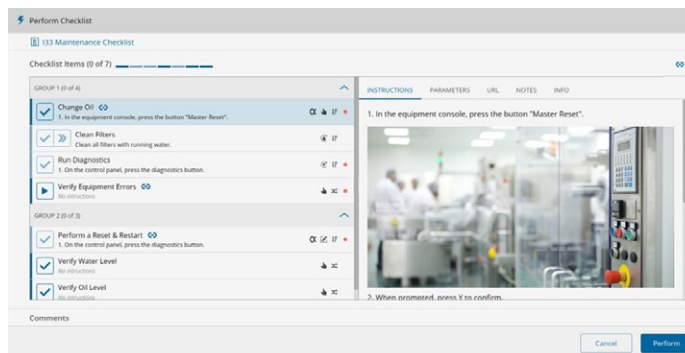 Perform Checklist
I33 Maintenance Checklist
Checklist Items (0 of 7)
GROUP 1 (0 of 4)
Change Oil
1. In the equipment console, press the button "Master Reset".
Clean Filters
Clean all filters with running water.
Run Diagnostics
1. On the control panel, press the diagnostics button.
Verify Equipment Errors
No intructions
GROUP 2 (0 of 3)
Perform a Reset & Restart
1. On the control panel, press the diagnostics button.
Verify Water Level
No intructions
Verify Oil Level
No intructions
INSTRUCTIONS PARAMETERS URL NOTES INFO
1. In the equipment console, press the button "Master Reset".
2. When prompted, press Y to confirm.
Comments
Cancel Perform